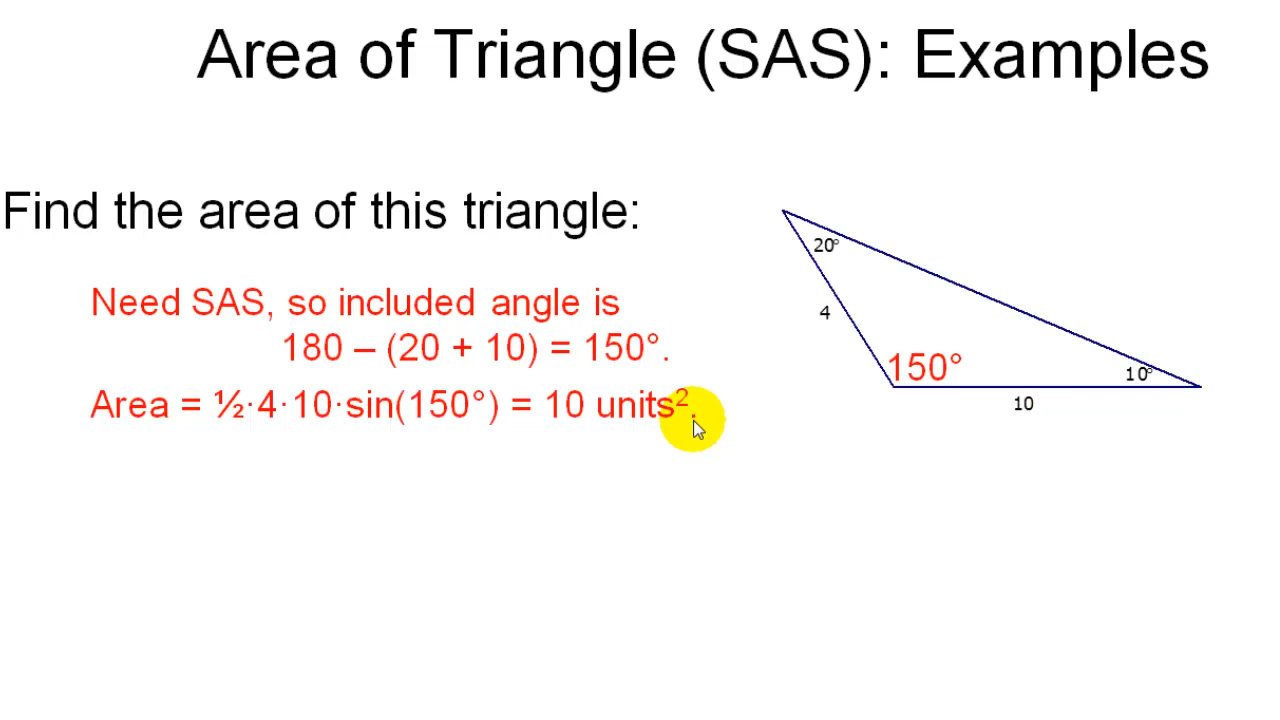 Area of Triangle (SAS): Examples
Find the area of this triangle:
Need SAS, so included angle is
180 – (20 + 10) = 150°.
Area = ½·4·10·sin(150°) = 10 units².
20°
4
150°
10°
10